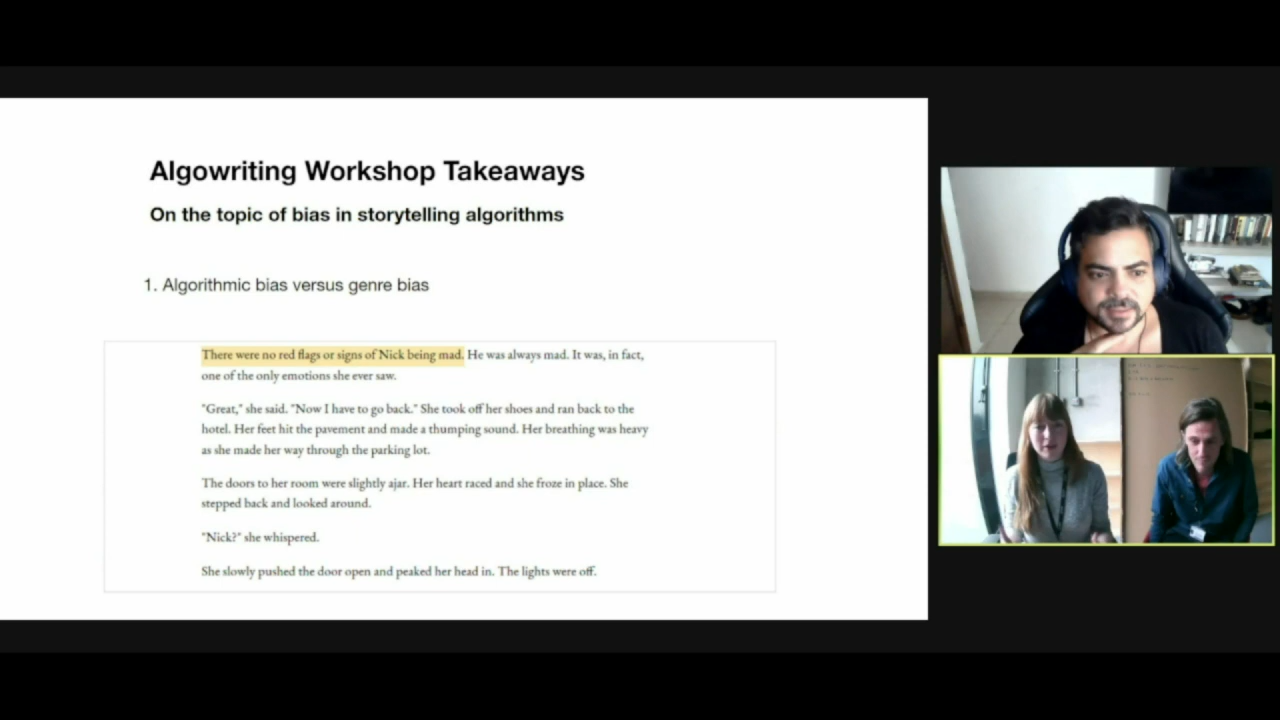 Algowriting Workshop Takeaways
On the topic of bias in storytelling algorithms
1. Algorithmic bias versus genre bias
There were no red flags or signs of Nick being mad. He was always mad. It was, in fact,
one of the only emotions she ever saw.
"Great," she said. "Now I have to go back." She took off her shoes and ran back to the
hotel. Her feet hit the pavement and made a thumping sound. Her breathing was heavy
as she made her way through the parking lot.
The doors to her room were slightly ajar. Her heart raced and she froze in place. She
stepped back and looked around.
"Nick?" she whispered.
She slowly pushed the door open and peaked her head in. The lights were off.